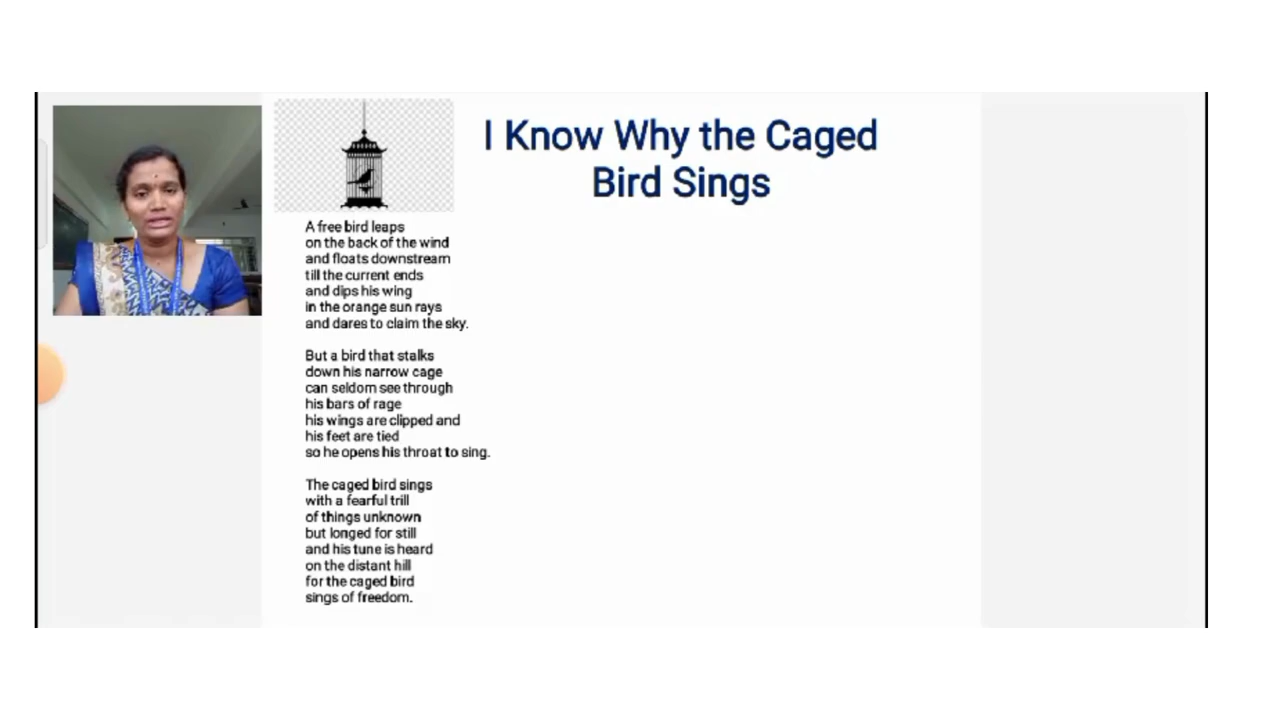 I Know Why the Caged
Bird Sings
A free bird leaps
on the back of the wind
and floats downstream
till the current ends
and dips his wing
in the orange sun rays
and dares to claim the sky.
But a bird that stalks
down his narrow cage
can seldom see through
his bars of rage
his wings are clipped and
his feet are tied
so he opens his throat to sing.
The caged bird sings
with a fearful trill
of things unknown
but longed for still
and his tune is heard
on the distant hill
for the caged bird
sings of freedom.